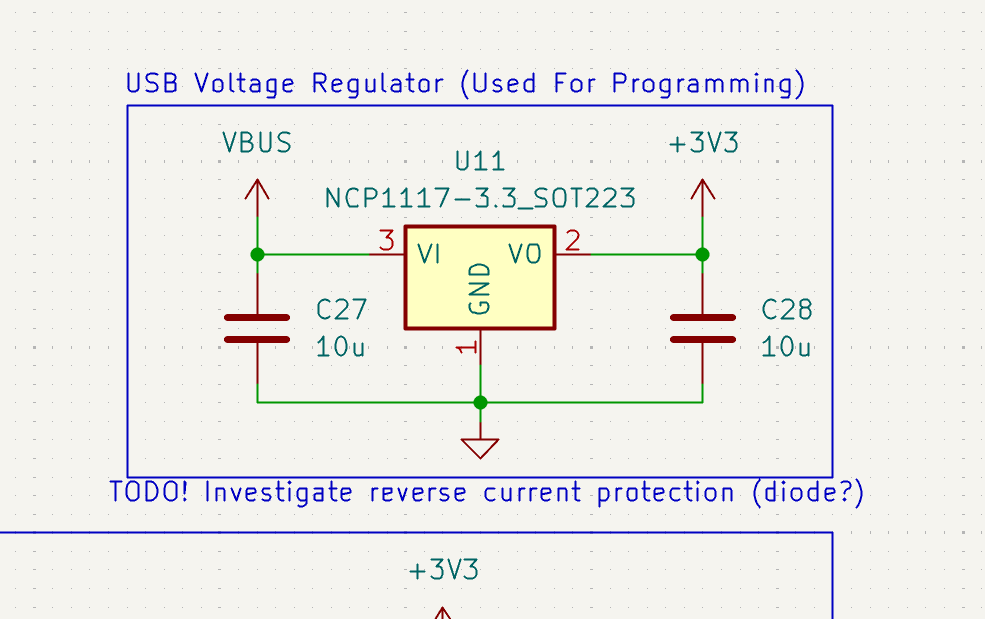 USB Voltage Regulator (Used For Programming)
VBUS
+3V3
U11
NCP1117-3.3_SOT223
3
VI
VO
2
GND
1
C27
10u
C28
10u
TODO! Investigate reverse current protection (diode?)
+3V3